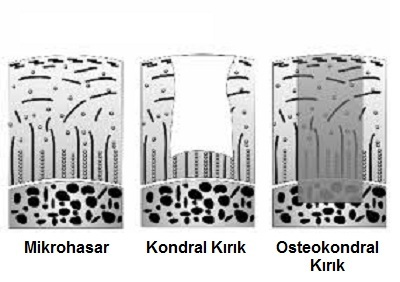 Mikrohasar
Kondral Kırık
Osteokondral
Kırık